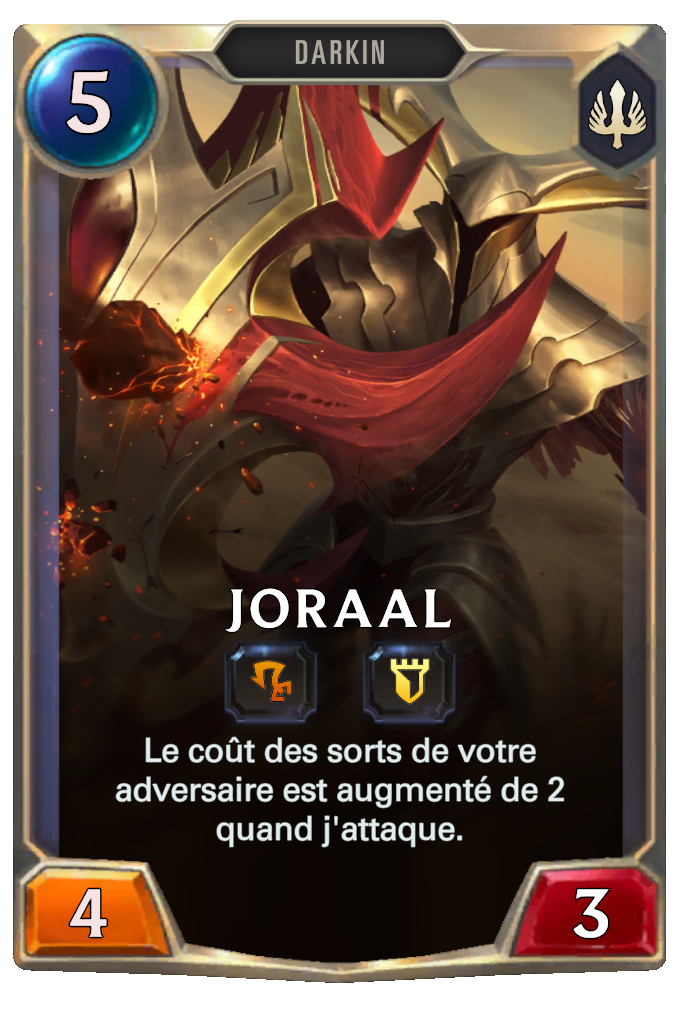 DARKIN
5
JORAAL
Le coût des sorts de votre
adversaire est augmenté de 2
quand j'attaque.
4
3